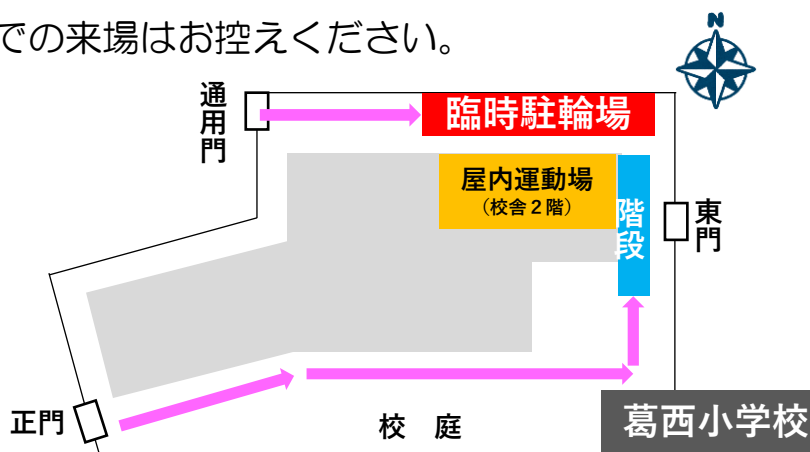 での来場はお控えください。
N
通用門
臨時駐輪場
屋内運動場
（校舎２階）
階段
東門
正門
校 庭
葛西小学校